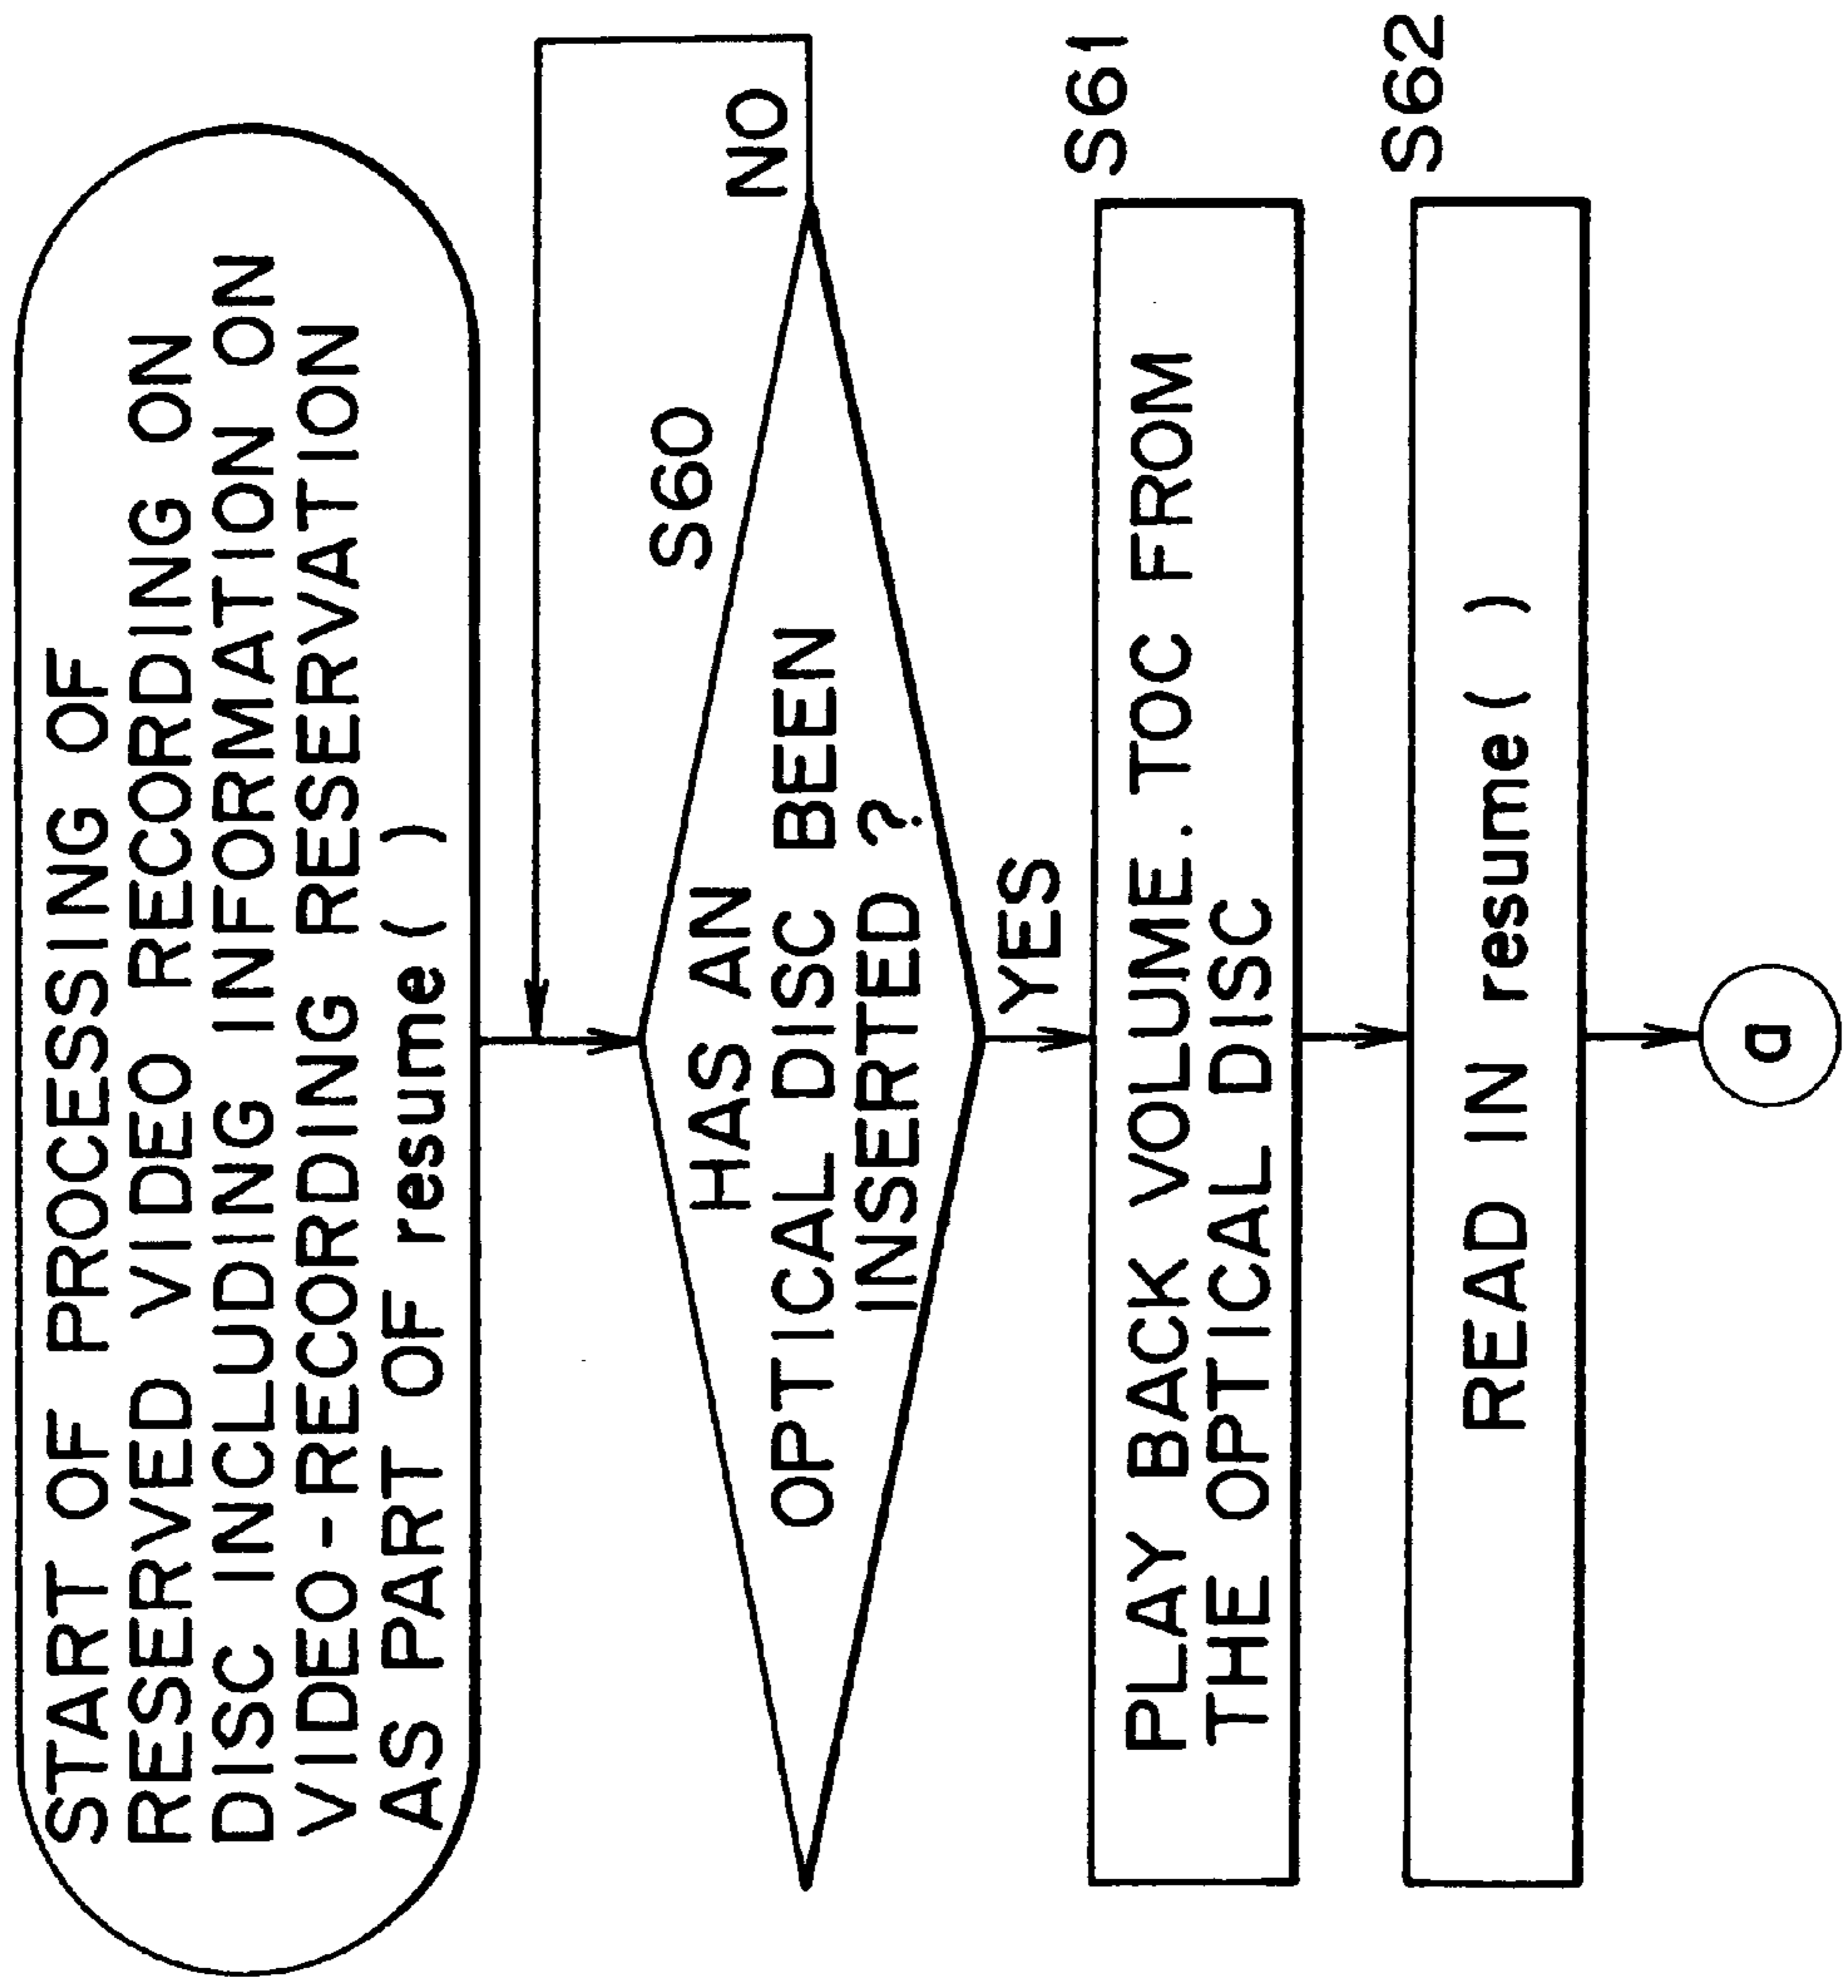 START OF PROCESSING OF
RESERVED VIDEO RECORDING ON
DISC INCLUDING INFORMATION ON
VIDEO-RECORDING RESERVATION
AS PART OF resume ( )
S60
NO
HAS AN
OPTICAL DISC BEEN
INSERTED ?
YES
S61
PLAY BACK VOLUME. TOC FROM
THE OPTICAL DISC
S62
READ IN resume ( )
a